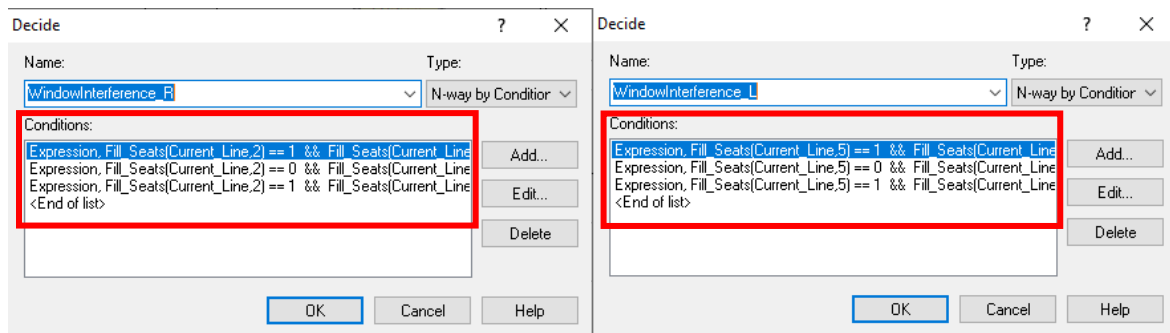 Decide ? ×
Name: Type:
WindowInterference_R N-way by Condition
Conditions:
Expression, Fill_Seats(Current_Line,2) == 1 && Fill_Seats(Current_Line
Expression, Fill_Seats(Current_Line,2) == 0 && Fill_Seats(Current_Line
Expression, Fill_Seats(Current_Line,2) == 1 && Fill_Seats(Current_Line
<End of list>
Add...
Edit...
Delete
OK Cancel Help
Decide ? ×
Name: Type:
WindowInterference_L N-way by Condition
Conditions:
Expression, Fill_Seats(Current_Line,5) == 1 && Fill_Seats(Current_Line
Expression, Fill_Seats(Current_Line,5) == 0 && Fill_Seats(Current_Line
Expression, Fill_Seats(Current_Line,5) == 1 && Fill_Seats(Current_Line
<End of list>
Add...
Edit...
Delete
OK Cancel Help